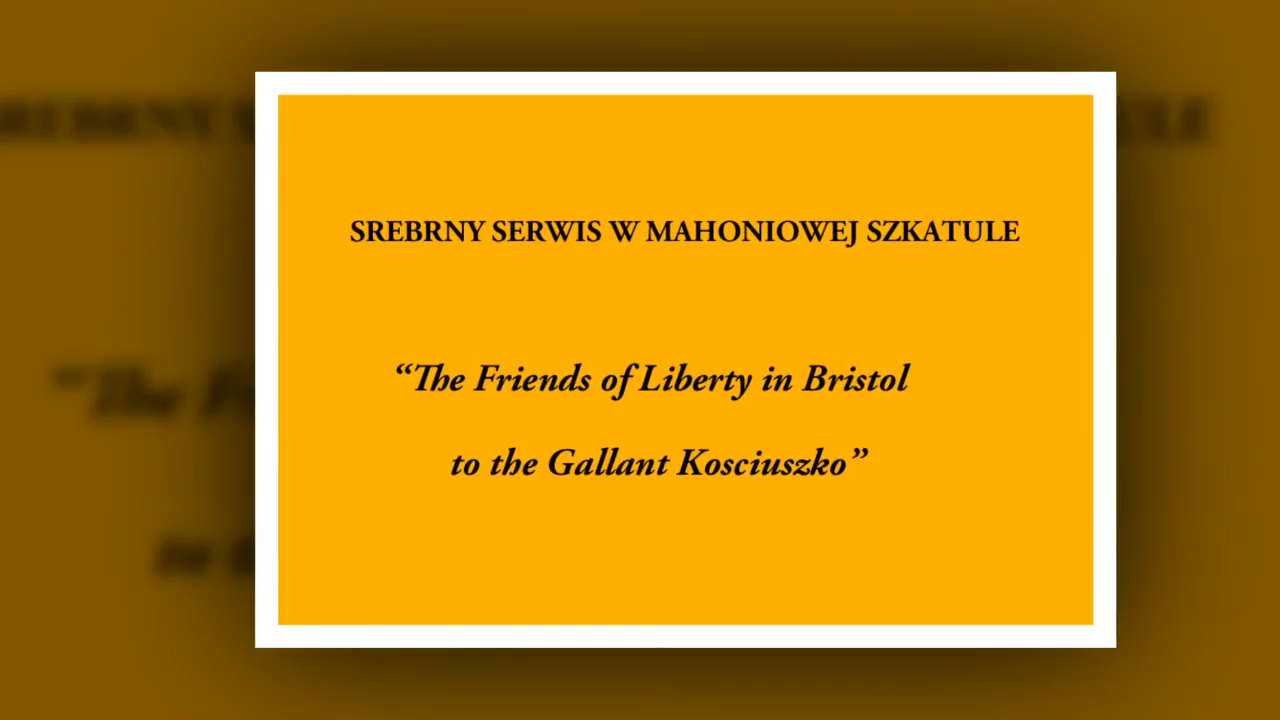 SREBRNY SERWIS W MAHONIOWEJ SZKATULE
“The Friends of Liberty in Bristol
to the Gallant Kosciuszko”